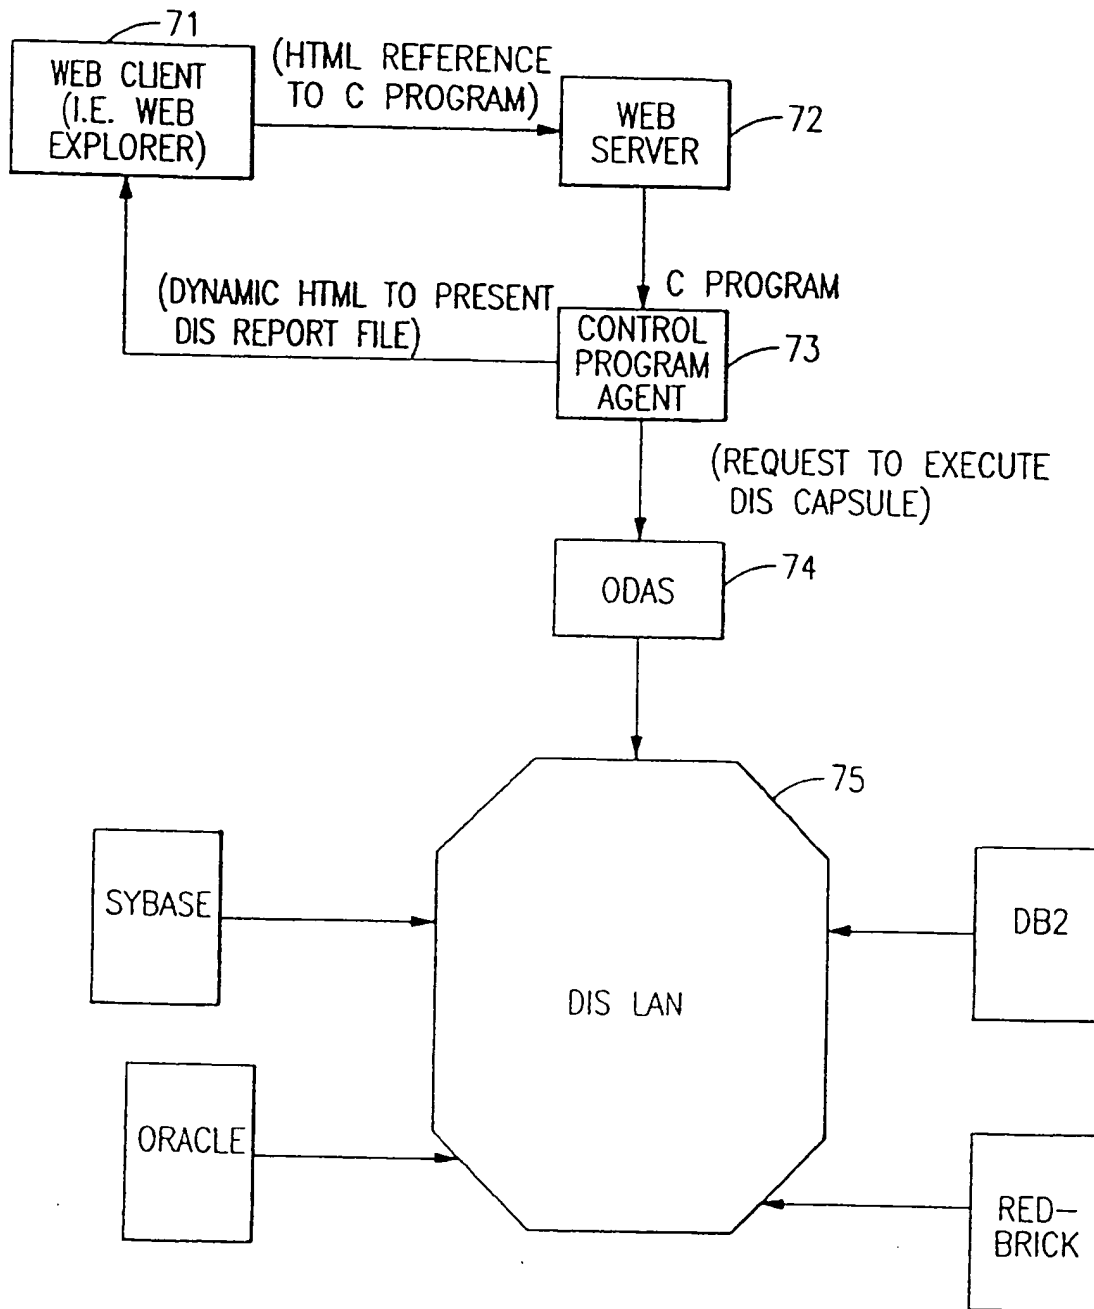 71
WEB CLIENT
(I.E. WEB
EXPLORER)
(HTML REFERENCE
TO C PROGRAM)
WEB
SERVER
72
(DYNAMIC HTML TO PRESENT
DIS REPORT FILE)
C PROGRAM
CONTROL
PROGRAM
AGENT
73
(REQUEST TO EXECUTE
DIS CAPSULE)
ODAS
74
75
SYBASE
DB2
DIS LAN
ORACLE
RED-
BRICK